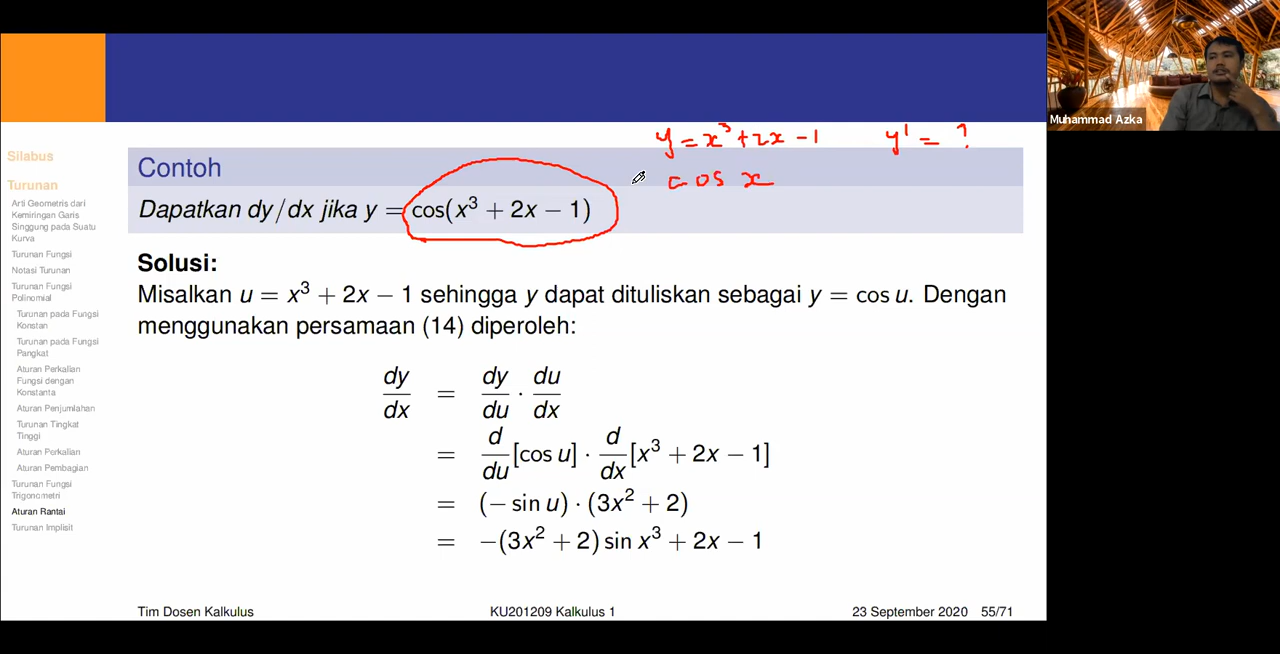 Muhammad Azka
y = x³ + 2x − 1 y' = ?
cos x
Silabus
Turunan
Arti Geometris dari
Kemiringan Garis
Singgung pada Suatu
Kurva
Turunan Fungsi
Notasi Turunan
Turunan Fungsi
Polinomial
Turunan pada Fungsi
Konstan
Turunan pada Fungsi
Pangkat
Aturan Perkalian
Fungsi dengan
Konstanta
Aturan Penjumlahan
Turunan Tingkat
Tinggi
Aturan Perkalian
Aturan Pembagian
Turunan Fungsi
Trigonometri
Aturan Rantai
Turunan Implisit
Contoh
Dapatkan dy/dx jika y = cos(x³ + 2x − 1)
Solusi:
Misalkan u = x³ + 2x − 1 sehingga y dapat dituliskan sebagai y = cos u. Dengan
menggunakan persamaan (14) diperoleh:
dy/dx = dy/du · du/dx
= d/du [cos u] · d/dx [x³ + 2x − 1]
= (− sin u) · (3x² + 2)
= −(3x² + 2) sin x³ + 2x − 1
Tim Dosen Kalkulus KU201209 Kalkulus 1 23 September 2020 55/71